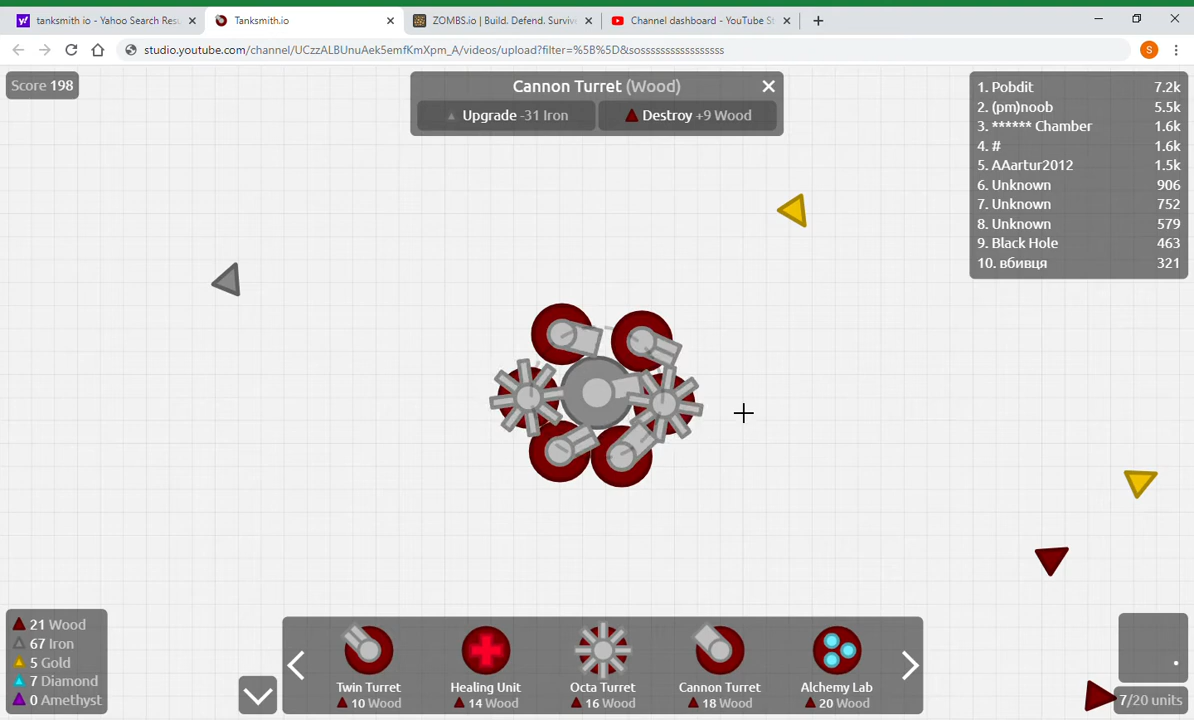 tanksmith io - Yahoo Search Resu
Tanksmith.io
ZOMBS.io | Build. Defend. Surviv
Channel dashboard - YouTube St
studio.youtube.com/channel/UCzzALBUnuAek5emfKmXpm_A/videos/upload?filter=%5B%5D&sosssssssssssssssssss
S
Score 198
Cannon Turret (Wood)
Upgrade -31 Iron
Destroy +9 Wood
1. Pobdit 7.2k
2. (pm)noob 5.5k
3. ****** Chamber 1.6k
4. # 1.6k
5. AAartur2012 1.5k
6. Unknown 906
7. Unknown 752
8. Unknown 579
9. Black Hole 463
10. вбивця 321
21 Wood
67 Iron
5 Gold
7 Diamond
0 Amethyst
Twin Turret
10 Wood
Healing Unit
14 Wood
Octa Turret
16 Wood
Cannon Turret
18 Wood
Alchemy Lab
20 Wood
7/20 units